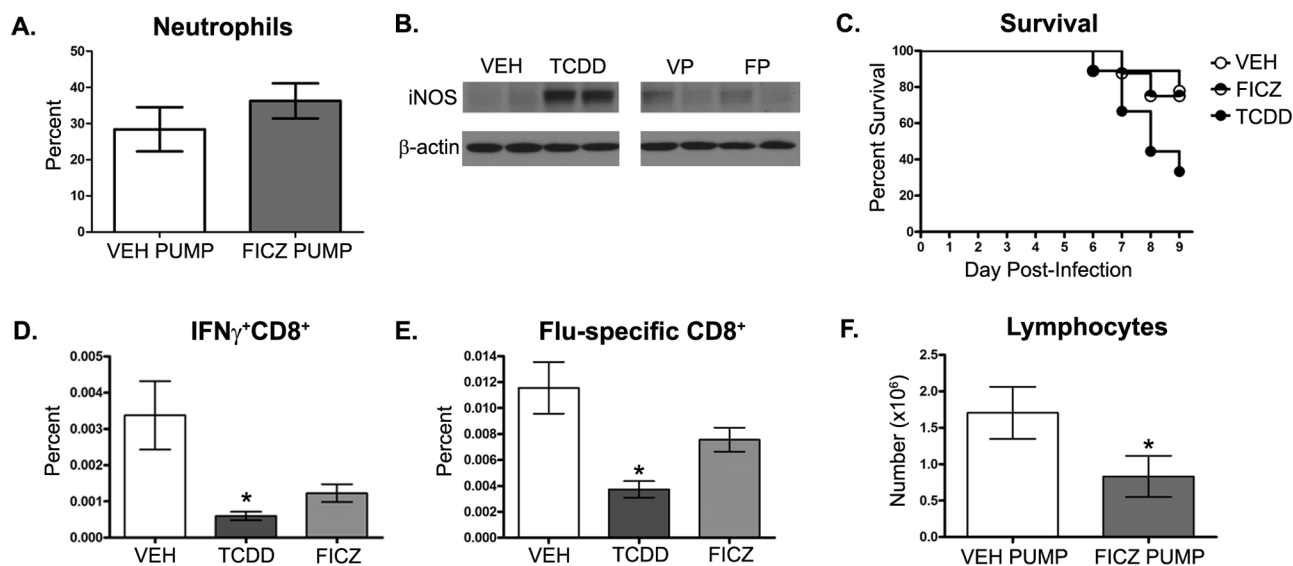 A. Neutrophils
Percent
50
40
30
20
10
0
VEH PUMP FICZ PUMP
B.
VEH TCDD VP FP
iNOS
β-actin
C. Survival
Percent Survival
100
80
60
40
20
0
0 1 2 3 4 5 6 7 8 9
Day Post-Infection
VEH
FICZ
TCDD
D. IFNγ⁺CD8⁺
Percent
0.005
0.004
0.003
0.002
0.001
0.000
*
VEH TCDD FICZ
E. Flu-specific CD8⁺
Percent
0.014
0.012
0.010
0.008
0.006
0.004
0.002
0.000
*
VEH TCDD FICZ
F. Lymphocytes
Number (x10⁶)
2.5
2.0
1.5
1.0
0.5
0.0
*
VEH PUMP FICZ PUMP